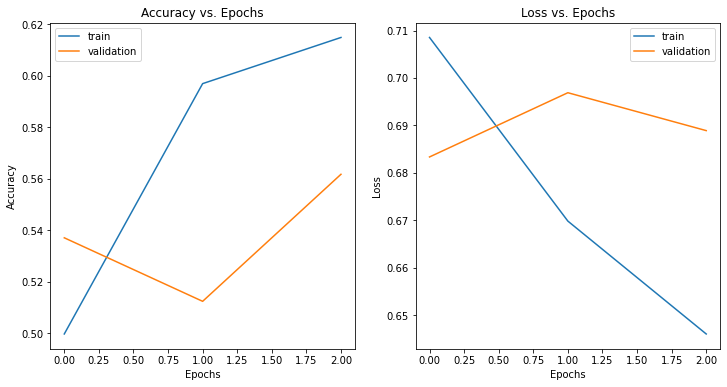 Accuracy vs. Epochs
train
validation
0.62
0.60
0.58
0.56
0.54
0.52
0.50
Accuracy
0.00 0.25 0.50 0.75 1.00 1.25 1.50 1.75 2.00
Epochs
Loss vs. Epochs
train
validation
0.71
0.70
0.69
0.68
0.67
0.66
0.65
Loss
0.00 0.25 0.50 0.75 1.00 1.25 1.50 1.75 2.00
Epochs